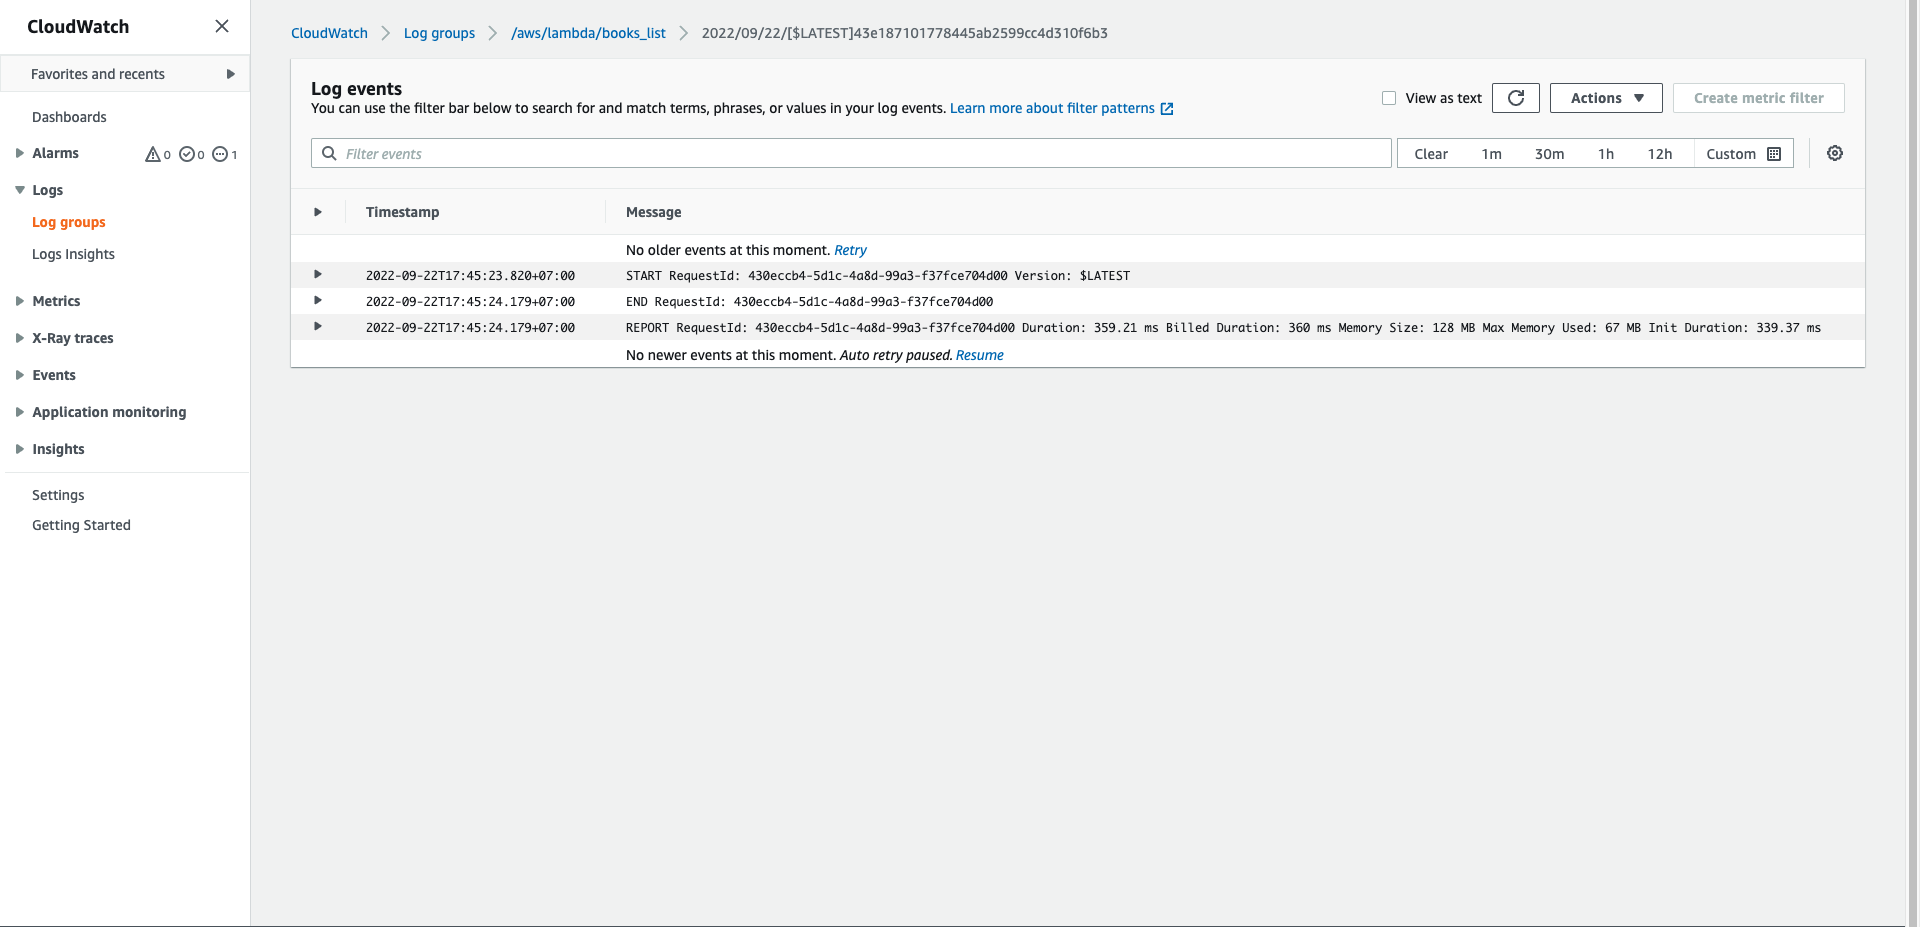 CloudWatch
Favorites and recents
Dashboards
Alarms 0 0 1
Logs
Log groups
Logs Insights
Metrics
X-Ray traces
Events
Application monitoring
Insights
Settings
Getting Started
CloudWatch Log groups /aws/lambda/books_list 2022/09/22/[$LATEST]43e187101778445ab2599cc4d310f6b3
Log events
You can use the filter bar below to search for and match terms, phrases, or values in your log events. Learn more about filter patterns
View as text Actions Create metric filter
Filter events
Clear 1m 30m 1h 12h Custom
Timestamp Message
No older events at this moment. Retry
2022-09-22T17:45:23.820+07:00 START RequestId: 430eccb4-5d1c-4a8d-99a3-f37fce704d00 Version: $LATEST
2022-09-22T17:45:24.179+07:00 END RequestId: 430eccb4-5d1c-4a8d-99a3-f37fce704d00
2022-09-22T17:45:24.179+07:00 REPORT RequestId: 430eccb4-5d1c-4a8d-99a3-f37fce704d00 Duration: 359.21 ms Billed Duration: 360 ms Memory Size: 128 MB Max Memory Used: 67 MB Init Duration: 339.37 ms
No newer events at this moment. Auto retry paused. Resume